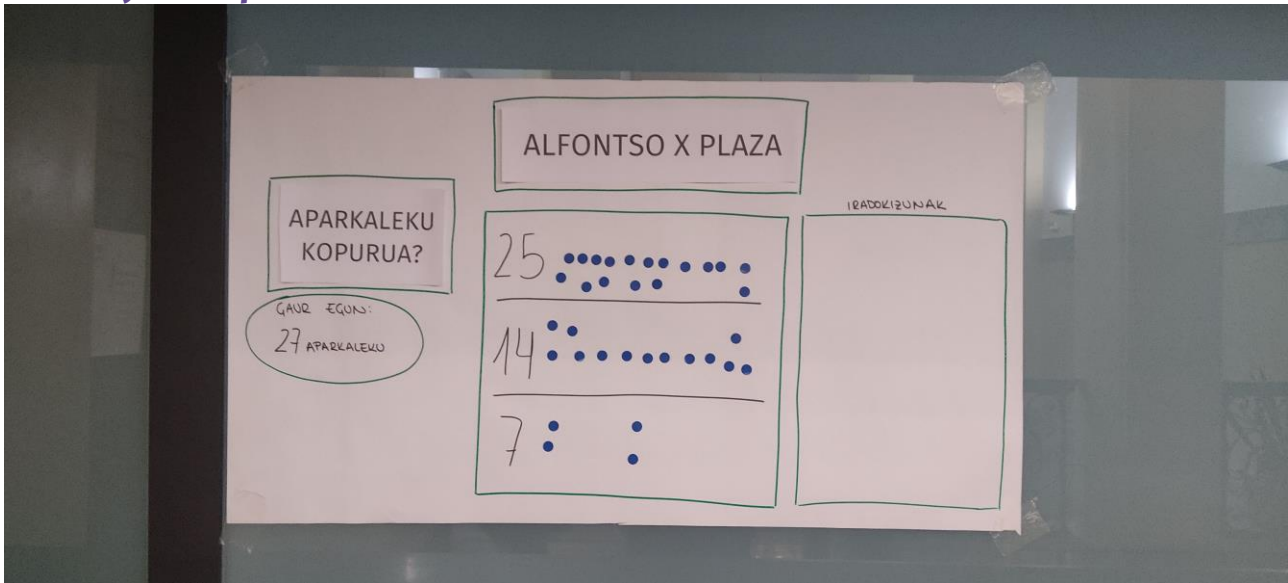 ALFONTSO X PLAZA
APARKALEKU
KOPURUA?
GAUR EGUN:
27 APARKALEKU
25
14
7
IRADOKIZUNAK